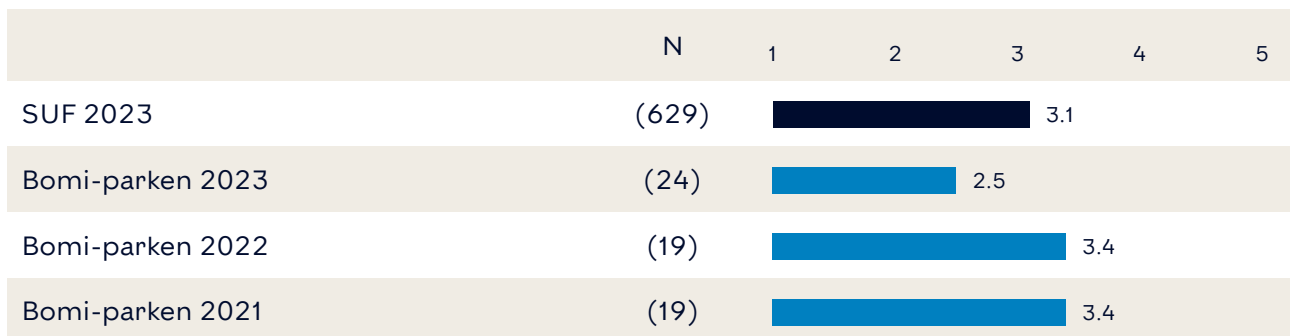 N 1 2 3 4 5
SUF 2023 (629) 3.1
Bomi-parken 2023 (24) 2.5
Bomi-parken 2022 (19) 3.4
Bomi-parken 2021 (19) 3.4